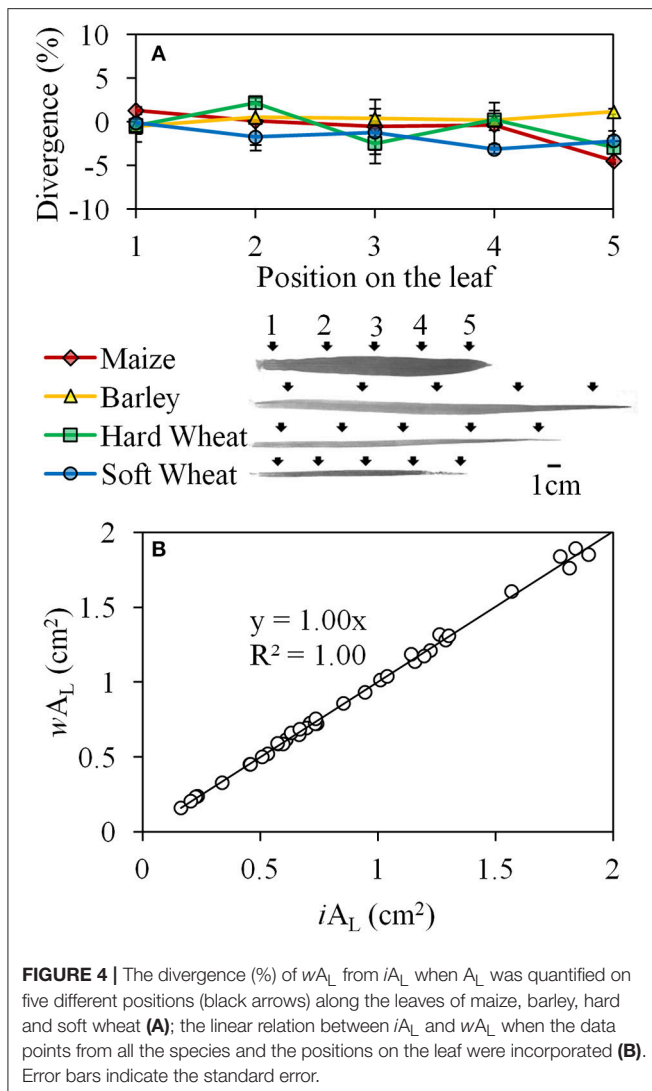 A
10
5
0
-5
-10
Divergence (%)
1 2 3 4 5
Position on the leaf
1 2 3 4 5
Maize
Barley
Hard Wheat
Soft Wheat
1cm
B
2
1.5
1
0.5
0
wA_L (cm²)
y = 1.00x
R² = 1.00
0 0.5 1 1.5 2
iA_L (cm²)
FIGURE 4 | The divergence (%) of wA_L from iA_L when A_L was quantified on
five different positions (black arrows) along the leaves of maize, barley, hard
and soft wheat (A); the linear relation between iA_L and wA_L when the data
points from all the species and the positions on the leaf were incorporated (B).
Error bars indicate the standard error.